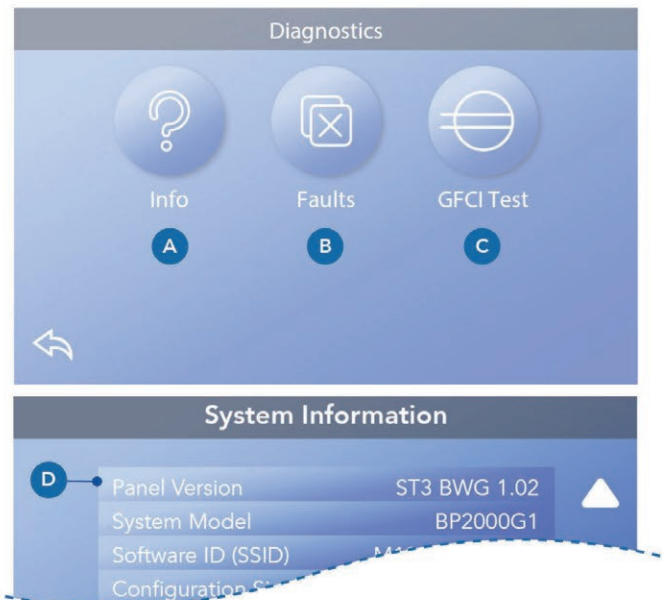 Diagnostics
Info Faults GFCI Test
A B C
System Information
D
Panel Version ST3 BWG 1.02
System Model BP2000G1
Software ID (SSID)
Configuration